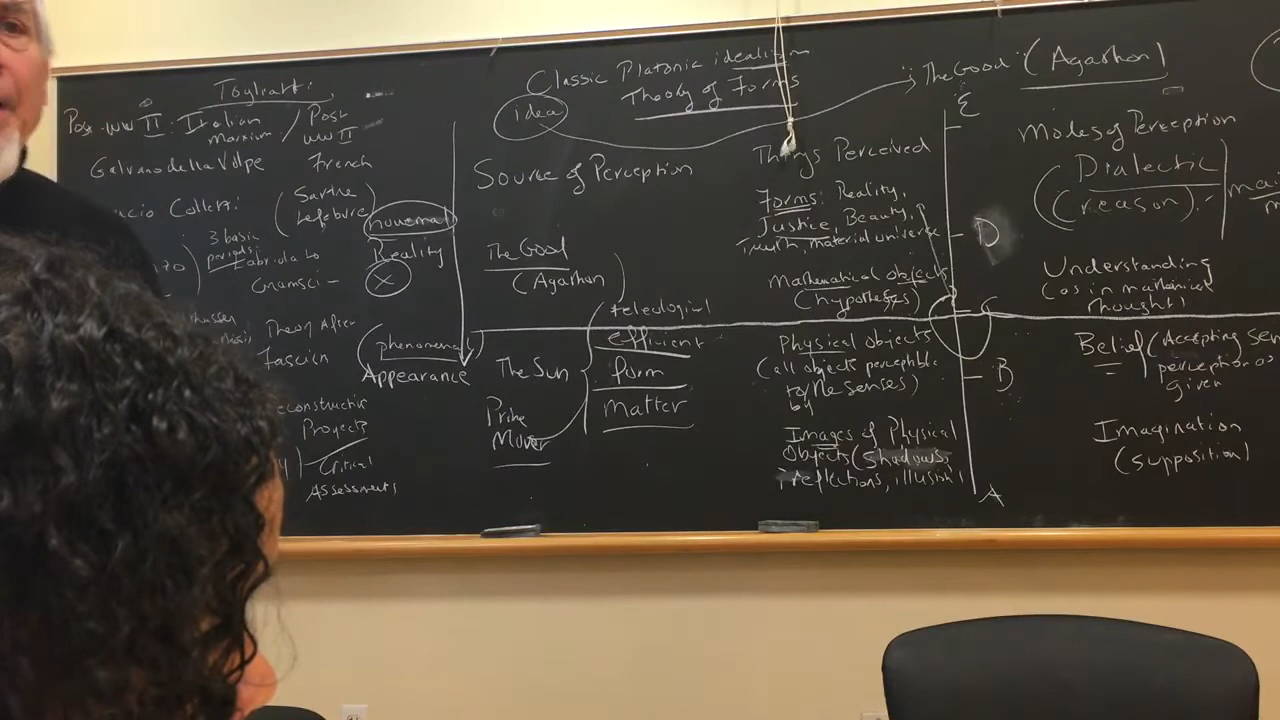 Togliatti
Post-WW II: Italian Marxism / Post WW II French
Galvano della Volpe
Colletti
(Sartre
Lefebvre)
3 basic
periods
Labriola to
Gramsci -
Theory After
Fascism
Projects
Critical
Assessments
noumenal
Reality
X
(phenomenal)
Appearance
Classic Platonic idealism
Theory of Forms
idea
The Good (Agathon)
Source of Perception
The Good
(Agathon)
The Sun
Prime
Mover
teleological
efficient
form
matter
Things Perceived
Forms: Reality,
Justice, Beauty,
Truth, material universe
Mathematical objects
(hypotheses)
Physical objects
(all objects perceptible
to/the senses)
by
Images of Physical
Objects (shadows,
reflections, illusions)
E
D
C
B
A
Modes of Perception
(Dialectic
(reason)
Understanding
(as in mathematical
thought)
Belief (Accepting
perception as
given
Imagination
(supposition)